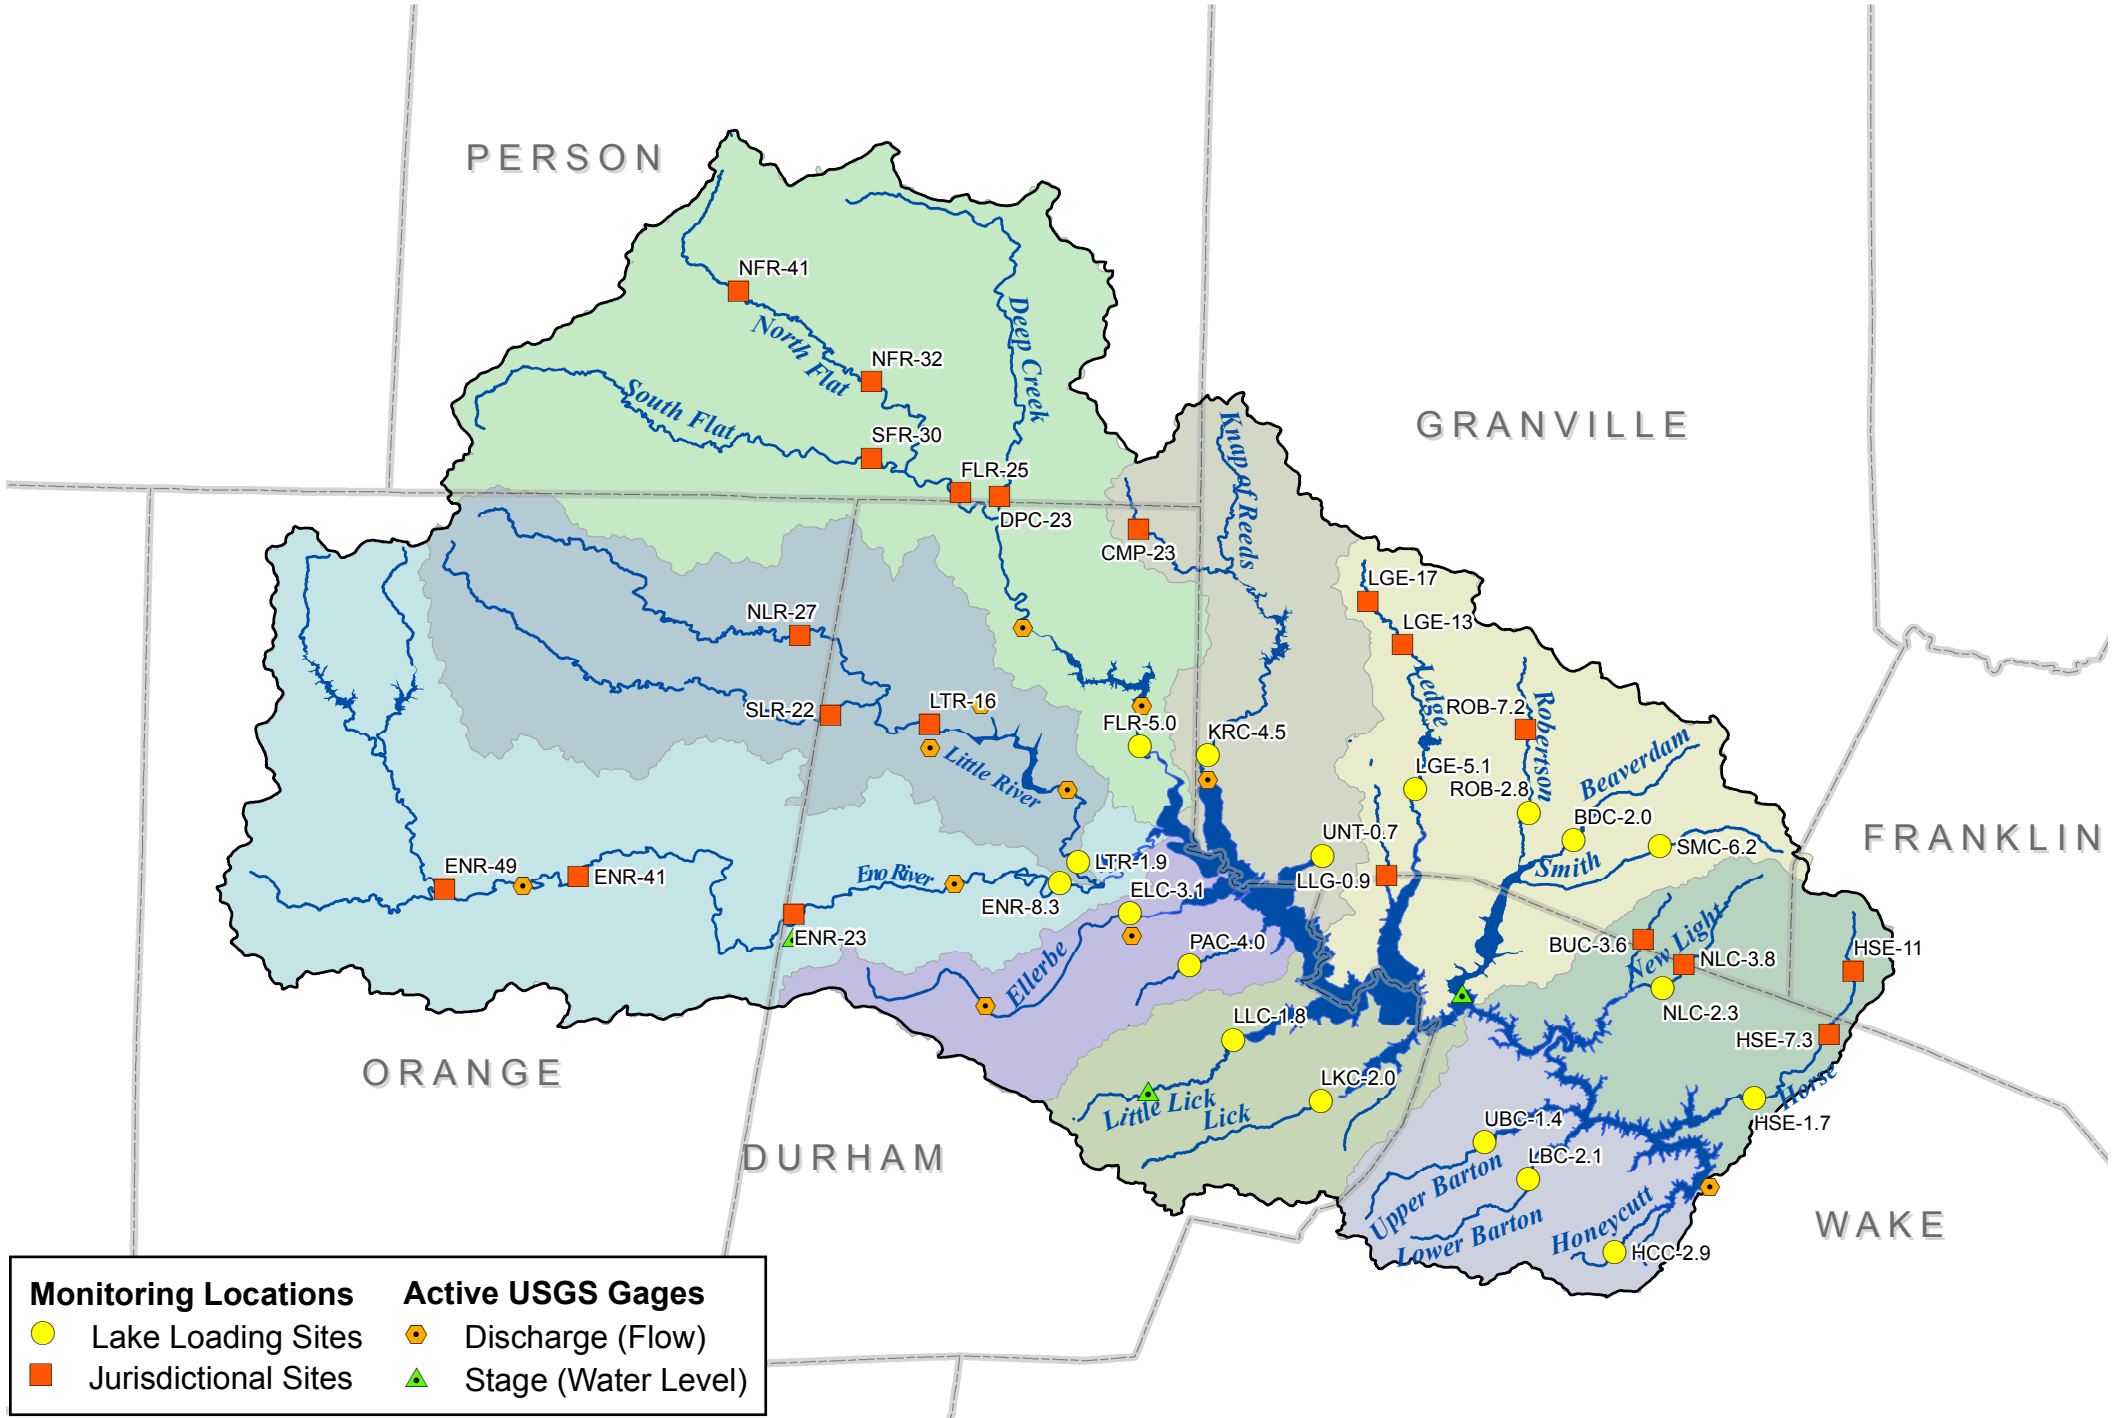 PERSON
NFR-41
North Flat
Deep Creek
NFR-32
South Flat
SFR-30
FLR-25
DPC-23
GRANVILLE
Knap of Reeds
CMP-23
LGE-17
LGE-13
NLR-27
SLR-22
LTR-16
Little River
FLR-5.0
KRC-4.5
Ledge
ROB-7.2
Robertson
Beaverdam
LGE-5.1
ROB-2.8
BDC-2.0
UNT-0.7
FRANKLIN
SMC-6.2
Smith
ENR-49
ENR-41
Eno River
LTR-1.9
ENR-8.3
ELC-3.1
LLG-0.9
ENR-23
Ellerbe
PAC-4.0
BUC-3.6
New Light
NLC-3.8
HSE-11
NLC-2.3
LLC-1.8
HSE-7.3
ORANGE
LKC-2.0
Little Lick
Lick
Horse
HSE-1.7
UBC-1.4
LBC-2.1
DURHAM
Upper Barton
Lower Barton
Honeycutt
HCC-2.9
WAKE
Monitoring Locations
Lake Loading Sites
Jurisdictional Sites
Active USGS Gages
Discharge (Flow)
Stage (Water Level)